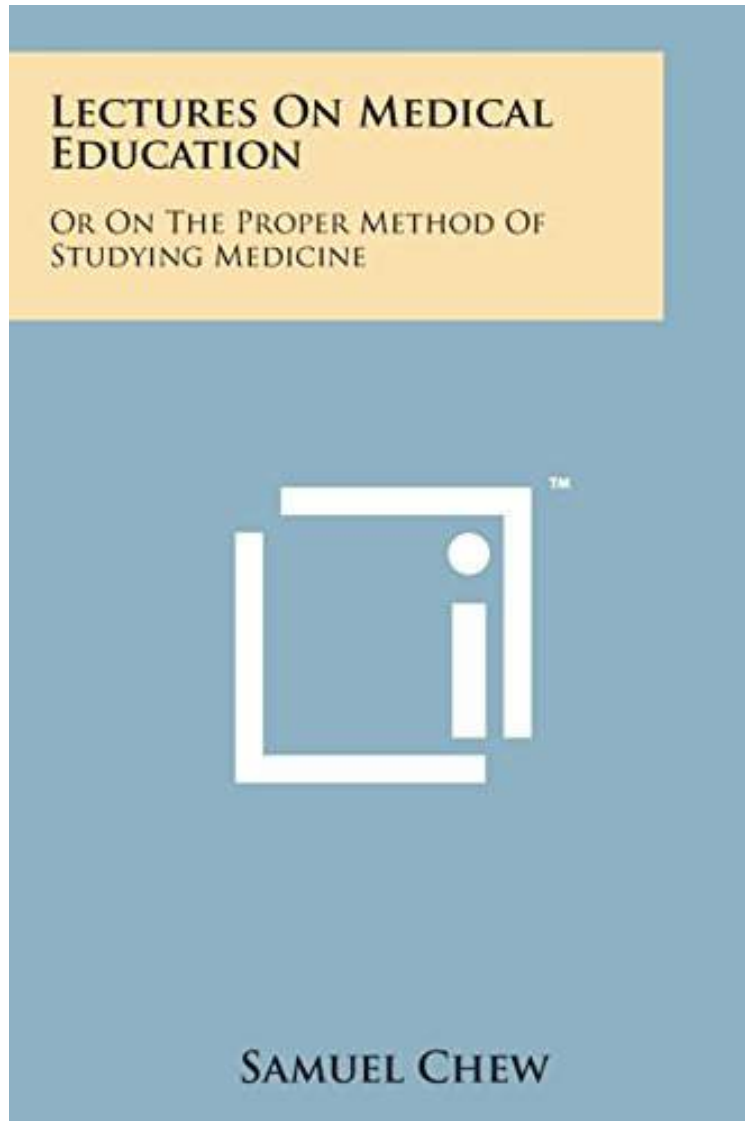 LECTURES ON MEDICAL
EDUCATION
OR ON THE PROPER METHOD OF
STUDYING MEDICINE
TM
i
SAMUEL CHEW